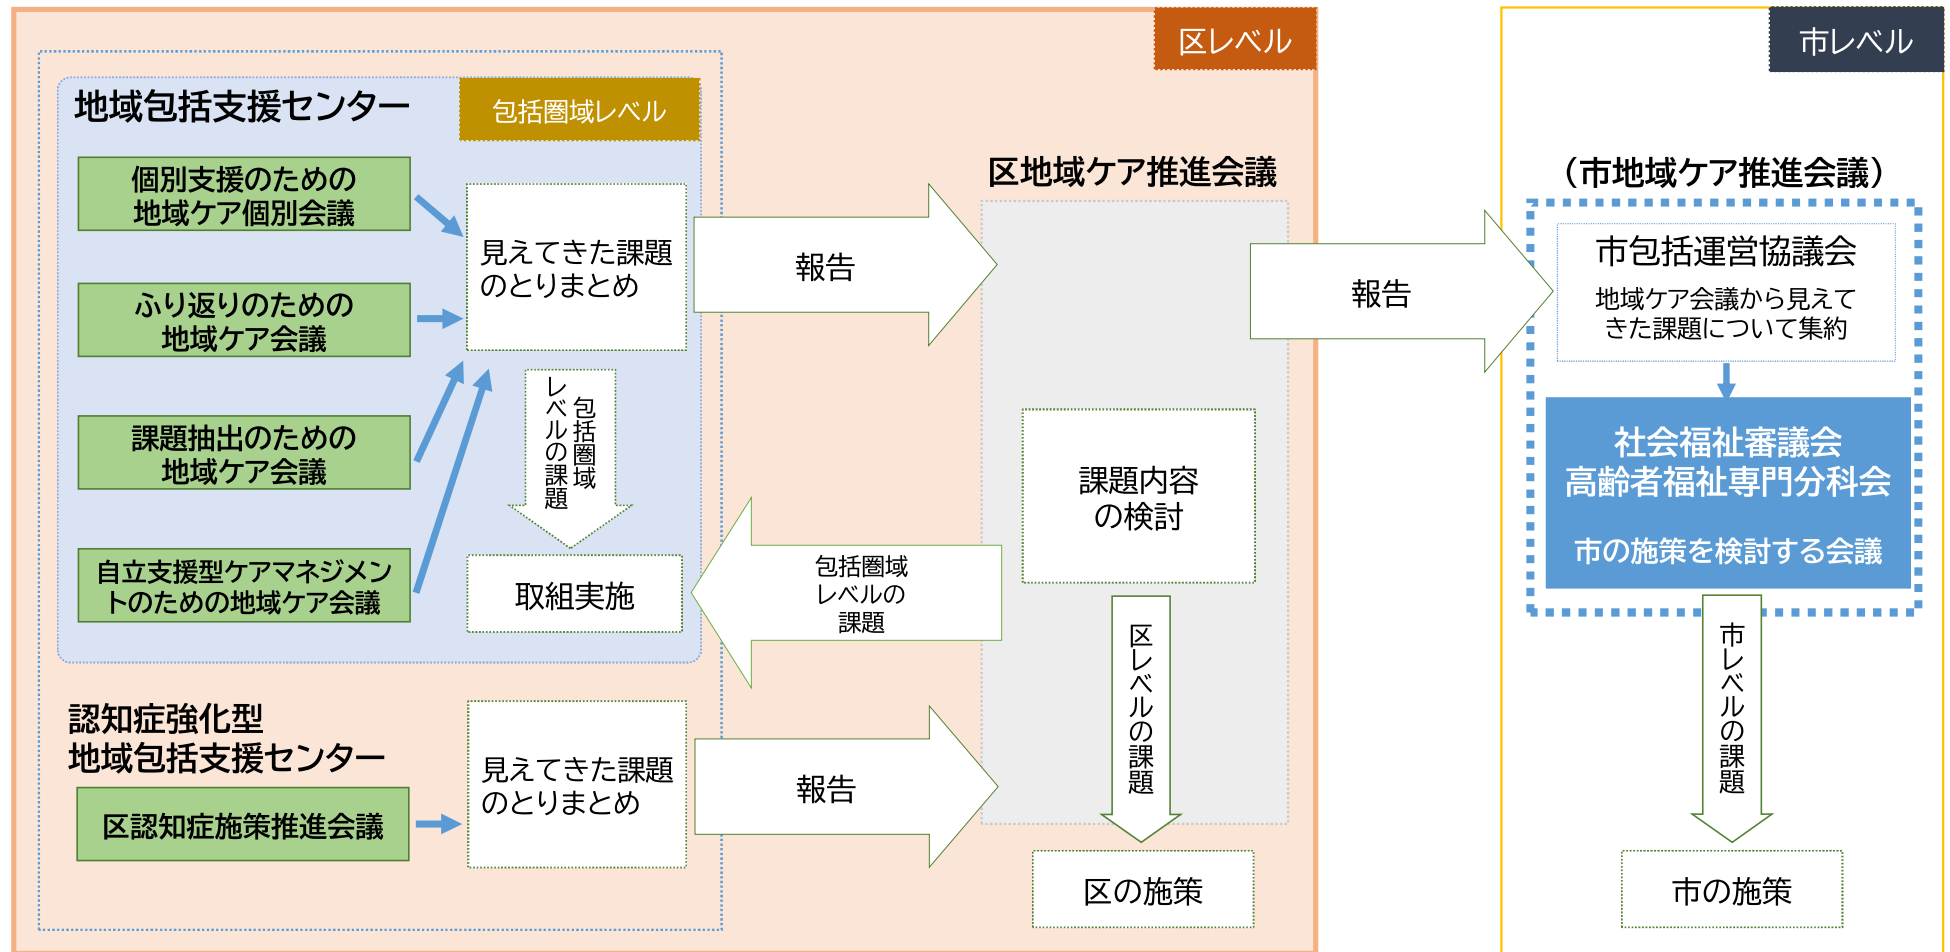 区レベル
市レベル
地域包括支援センター
包括圏域レベル
個別支援のための
地域ケア個別会議
ふり返りのための
地域ケア会議
課題抽出のための
地域ケア会議
自立支援型ケアマネジメン
トのための地域ケア会議
見えてきた課題
のとりまとめ
包括圏域
レベルの課題
取組実施
報告
包括圏域
レベルの
課題
認知症強化型
地域包括支援センター
区認知症施策推進会議
見えてきた課題
のとりまとめ
報告
区地域ケア推進会議
課題内容
の検討
区レベルの課題
区の施策
報告
（市地域ケア推進会議）
市包括運営協議会
地域ケア会議から見えて
きた課題について集約
社会福祉審議会
高齢者福祉専門分科会
市の施策を検討する会議
市レベルの課題
市の施策